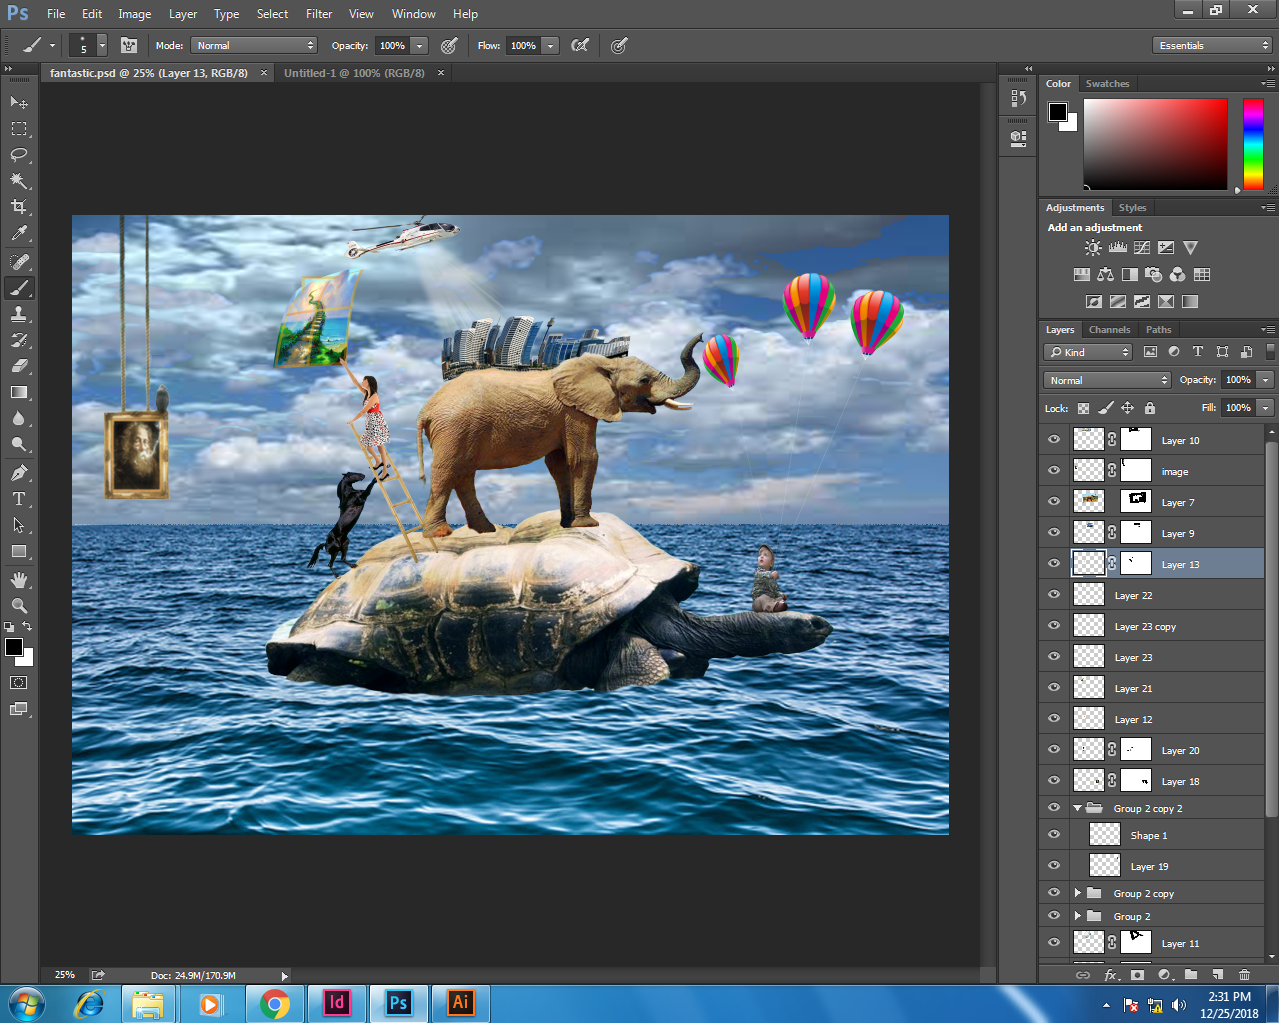 Ps File Edit Image Layer Type Select Filter View Window Help
5 Mode: Normal Opacity: 100% Flow: 100% Essentials
fantastic.psd @ 25% (Layer 13, RGB/8) × Untitled-1 @ 100% (RGB/8) ×
Color Swatches
Adjustments Styles
Add an adjustment
Layers Channels Paths
Kind
Normal Opacity: 100%
Lock: Fill: 100%
Layer 10
image
Layer 7
Layer 9
Layer 13
Layer 22
Layer 23 copy
Layer 23
Layer 21
Layer 12
Layer 20
Layer 18
Group 2 copy 2
Shape 1
Layer 19
Group 2 copy
Group 2
Layer 11
fx
25% Doc: 24.9M/170.9M
Id Ps Ai
2:31 PM
12/25/2018